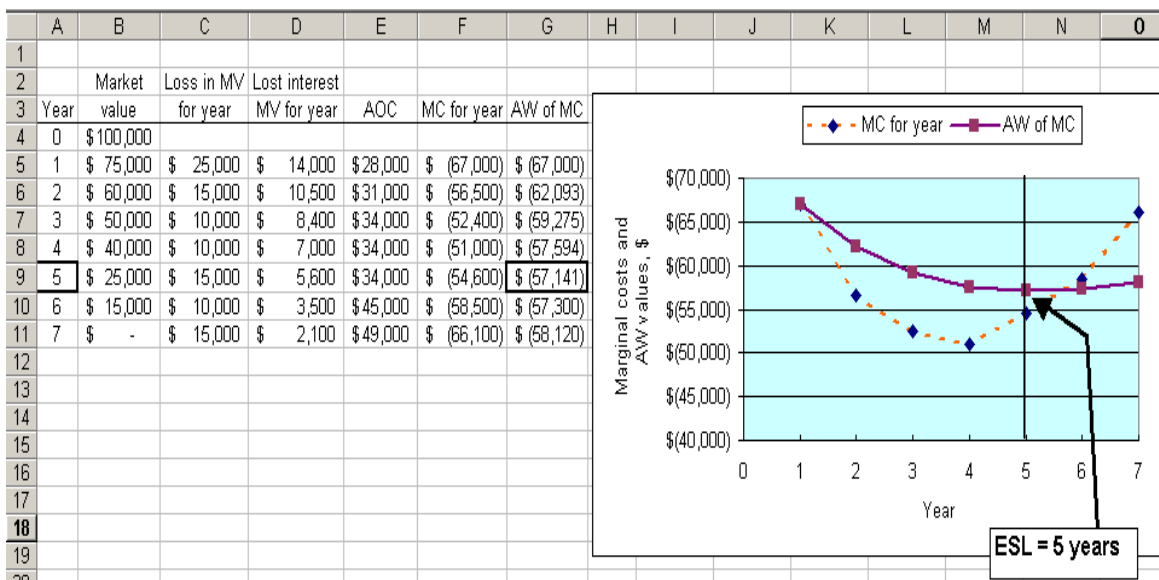 A B C D E F G H I J K L M N O
1
2 Market Loss in MV Lost interest
3 Year value for year MV for year AOC MC for year AW of MC
4 0 $100,000
5 1 $ 75,000 $ 25,000 $ 14,000 $28,000 $ (67,000) $ (67,000)
6 2 $ 60,000 $ 15,000 $ 10,500 $31,000 $ (56,500) $ (62,093)
7 3 $ 50,000 $ 10,000 $ 8,400 $34,000 $ (52,400) $ (59,275)
8 4 $ 40,000 $ 10,000 $ 7,000 $34,000 $ (51,000) $ (57,594)
9 5 $ 25,000 $ 15,000 $ 5,600 $34,000 $ (54,600) $ (57,141)
10 6 $ 15,000 $ 10,000 $ 3,500 $45,000 $ (58,500) $ (57,300)
11 7 $ - $ 15,000 $ 2,100 $49,000 $ (66,100) $ (58,120)
12
13
14
15
16
17
18
19
MC for year AW of MC
Marginal costs and
AW values, $
$(70,000)
$(65,000)
$(60,000)
$(55,000)
$(50,000)
$(45,000)
$(40,000)
0 1 2 3 4 5 6 7
Year
ESL = 5 years